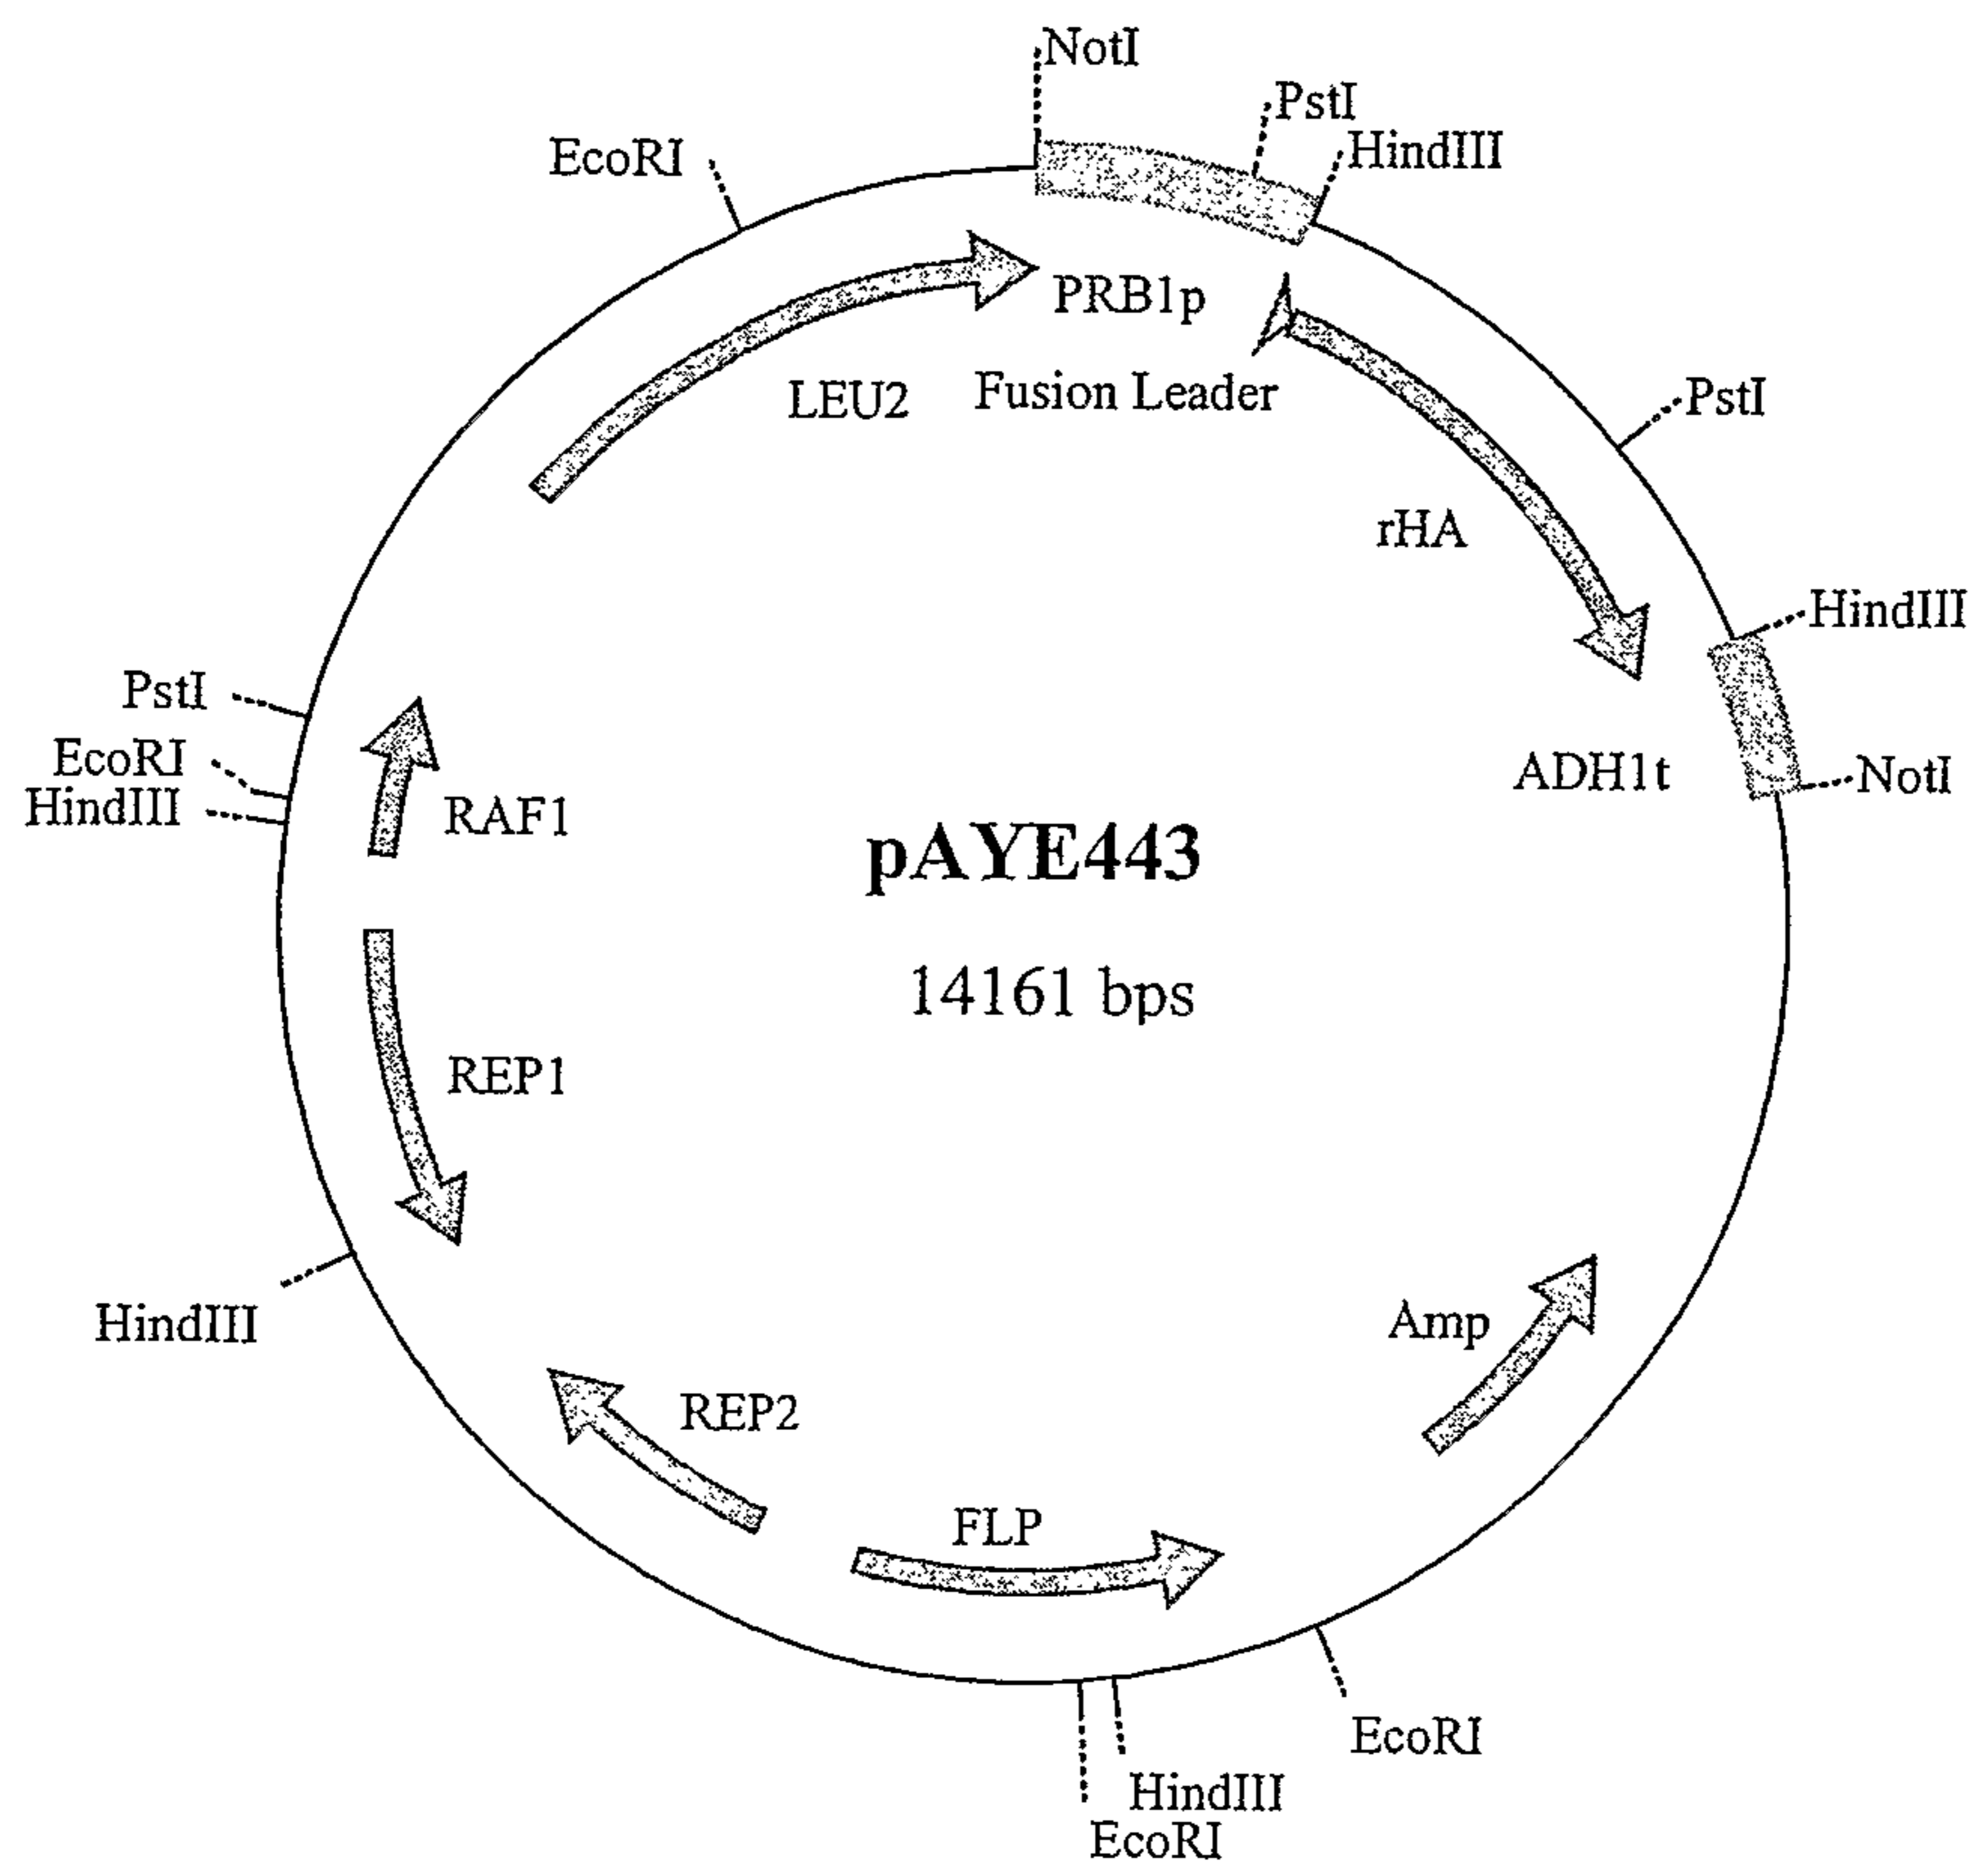 NotI
PstI
EcoRI
HindIII
PRB1p
LEU2
Fusion Leader
PstI
rHA
HindIII
PstI
EcoRI
HindIII
RAF1
ADH1t
NotI
pAYE443
14161 bps
REP1
HindIII
Amp
REP2
FLP
EcoRI
HindIII
EcoRI